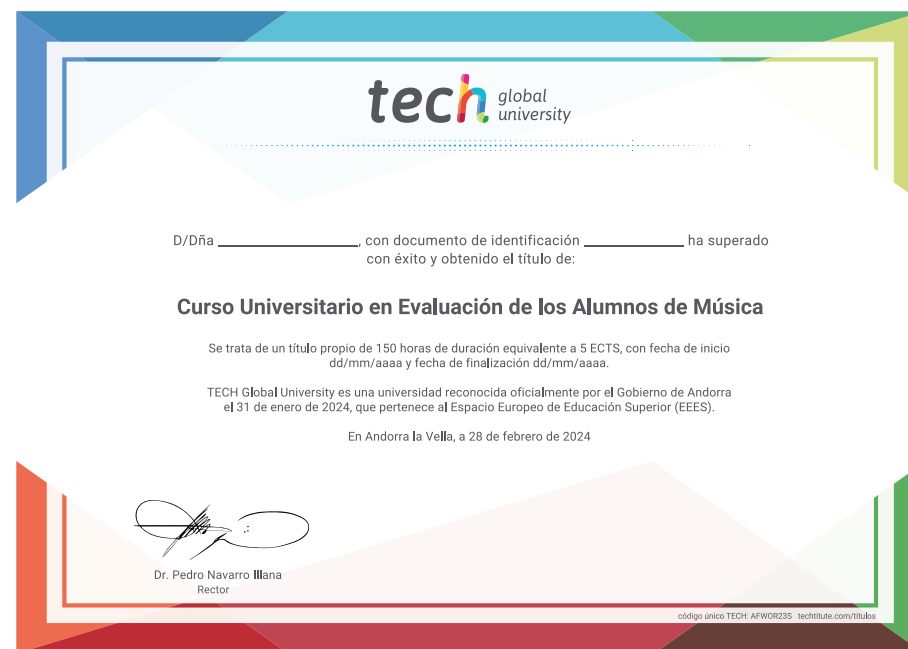 tech global university
D/Dña ____________________, con documento de identificación ______________ ha superado
con éxito y obtenido el título de:
Curso Universitario en Evaluación de los Alumnos de Música
Se trata de un título propio de 150 horas de duración equivalente a 5 ECTS, con fecha de inicio
dd/mm/aaaa y fecha de finalización dd/mm/aaaa.
TECH Global University es una universidad reconocida oficialmente por el Gobierno de Andorra
el 31 de enero de 2024, que pertenece al Espacio Europeo de Educación Superior (EEES).
En Andorra la Vella, a 28 de febrero de 2024
Dr. Pedro Navarro Illana
Rector
código único TECH: AFWOR23S techtitute.com/titulos